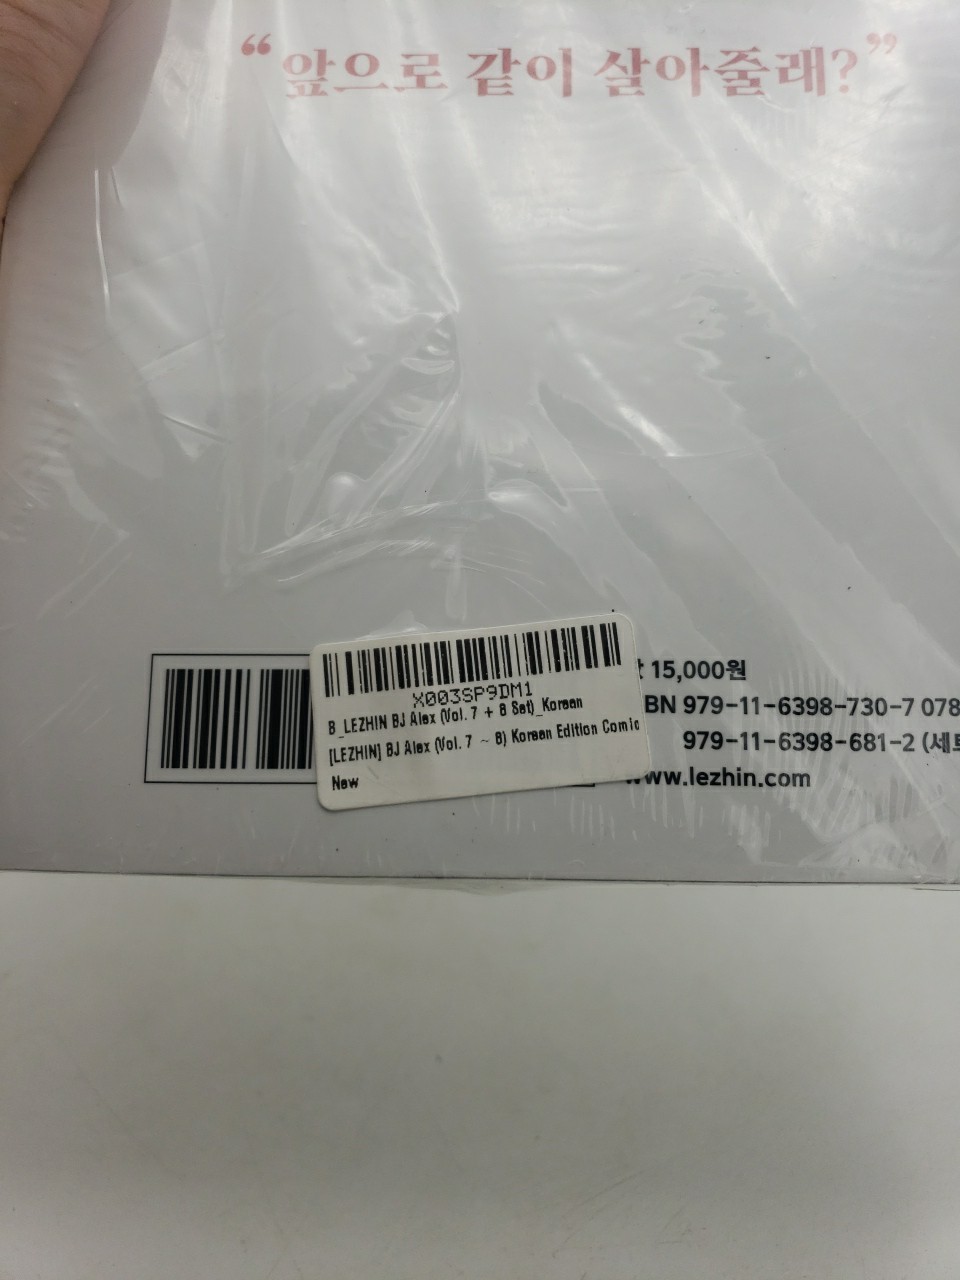 “앞으로 같이 살아줄래?”
15,000원
BN 979-11-6398-730-7 078
979-11-6398-681-2 (세트
www.lezhin.com
X003SP9DM1
B_LEZHIN BJ Alex (Vol. 7 + 8 Set)_Korean
[LEZHIN] BJ Alex (Vol. 7 ~ 8) Korean Edition Comic
New